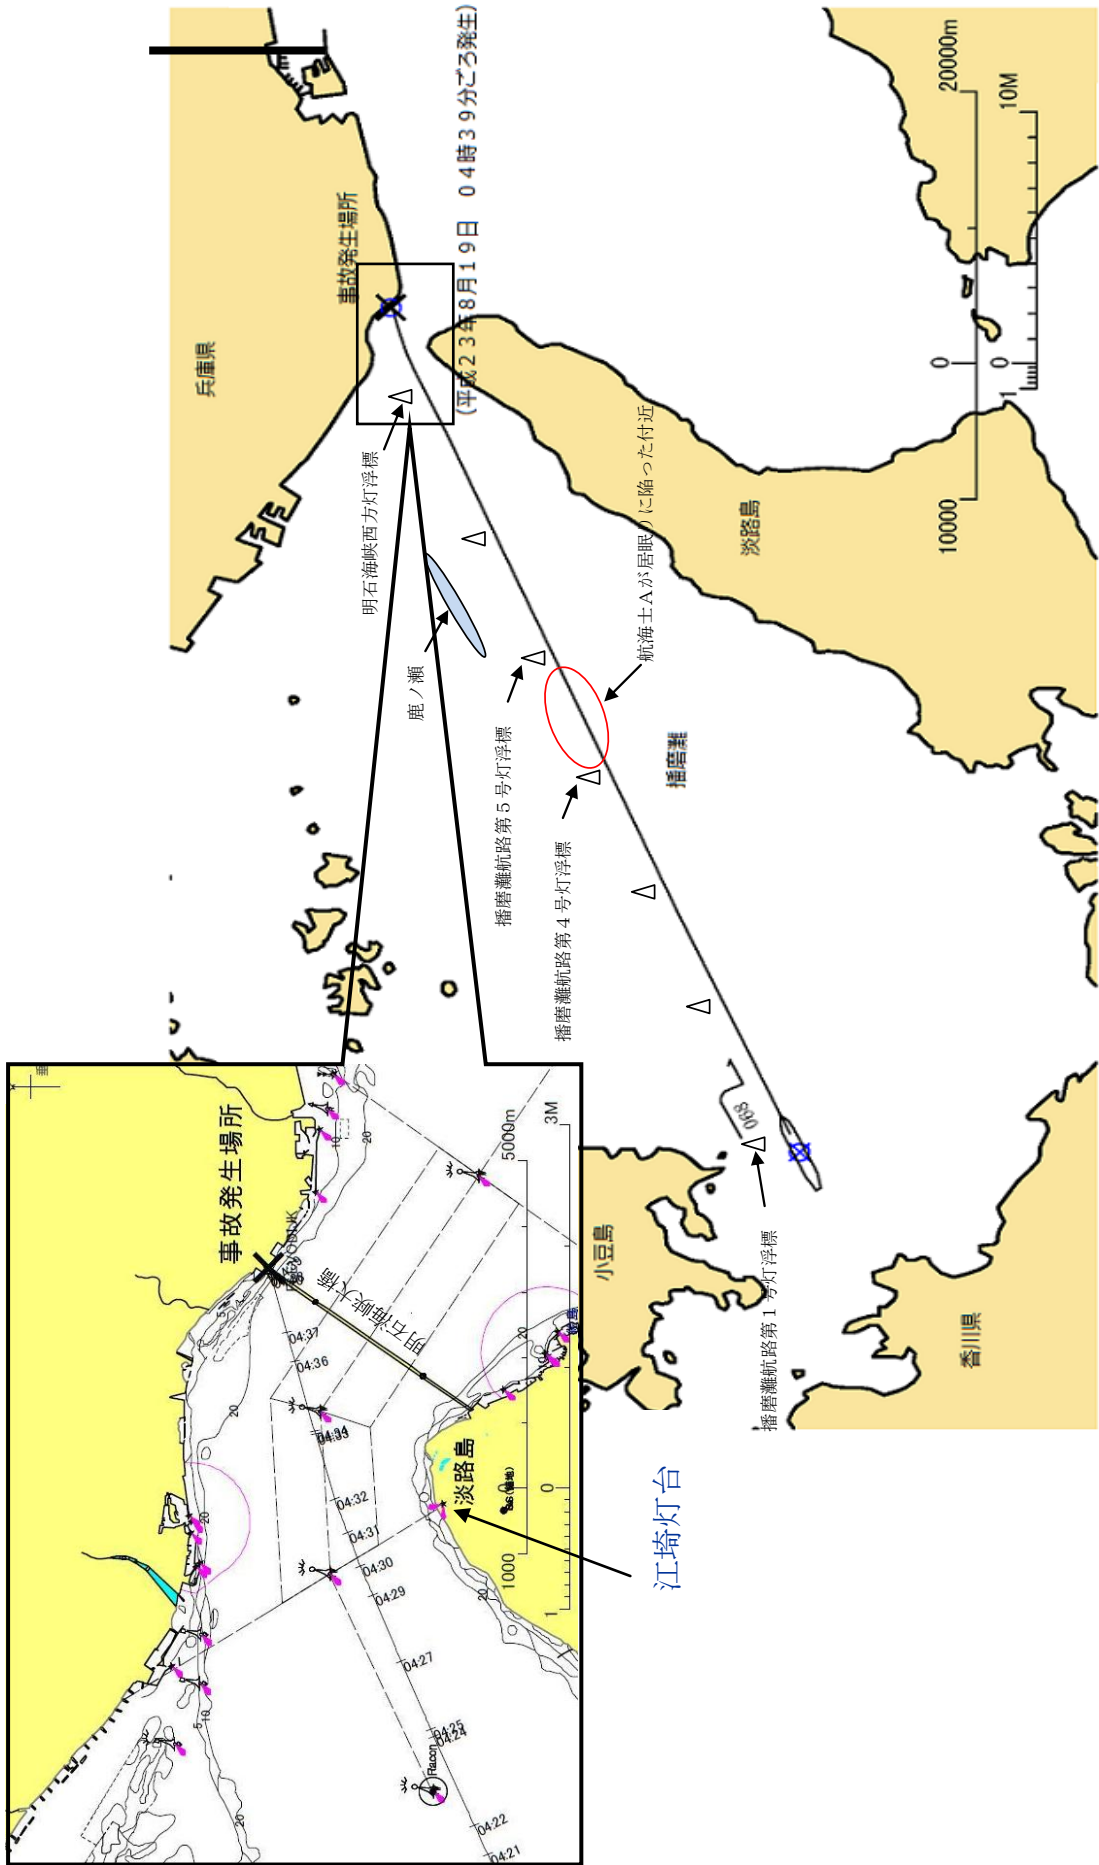 兵庫県
事故発生場所
(平成23年8月19日 04時39分ごろ発生)
明石海峡西方灯浮標
鹿ノ瀬
播磨灘航路第5号灯浮標
播磨灘航路第4号灯浮標
航海士Aが居眠りに陥った付近
播磨灘
淡路島
20000m
10M
0
0
1
10000
068
播磨灘航路第1号灯浮標
小豆島
香川県
江埼灯台
事故発生場所
明石海峡大橋
淡路島
5000m
3M
0
1000
1
04:37
04:36
04:34
04:32
04:31
04:30
04:29
04:27
04:25
04:24
04:22
04:21
Racon
20
20
20
20
20
20
10
10
5
5